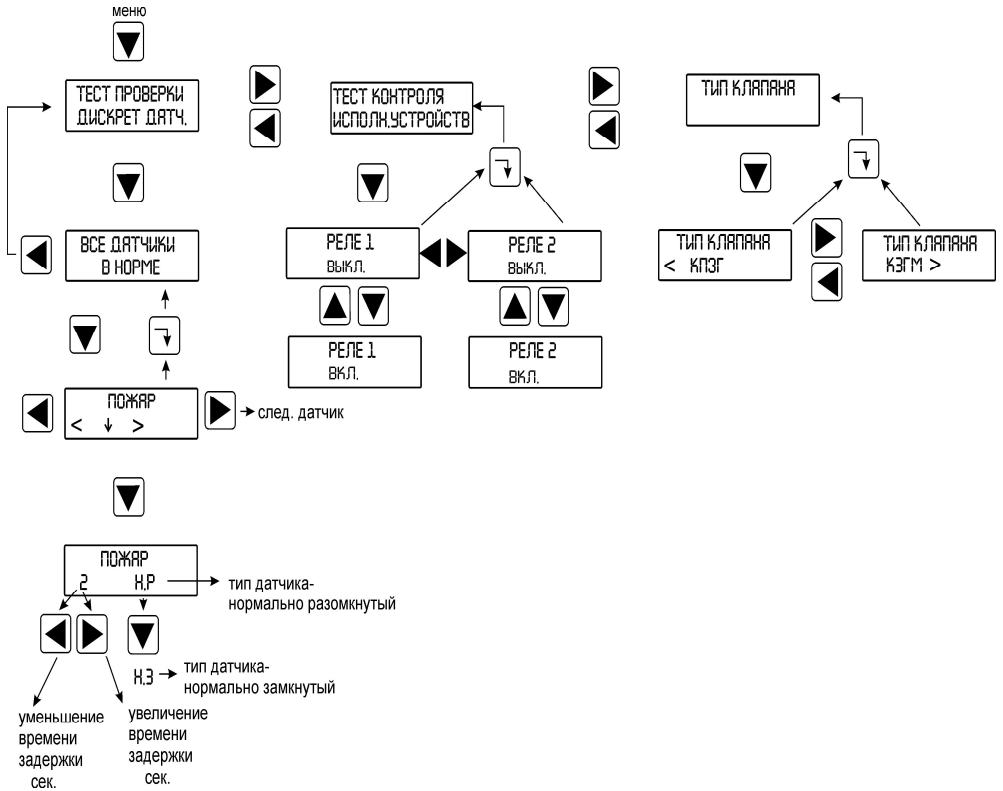 меню
ТЕСТ ПРОВЕРКИ
ДИСКРЕТ ДАТЧ.
ТЕСТ КОНТРОЛЯ
ИСПОЛН.УСТРОЙСТВ
ТИП КЛАПАНА
ВСЕ ДАТЧИКИ
В НОРМЕ
РЕЛЕ 1
ВЫКЛ.
РЕЛЕ 2
ВЫКЛ.
ТИП КЛАПАНА
< КПЗГ
ТИП КЛАПАНА
КЗГМ >
РЕЛЕ 1
ВКЛ.
РЕЛЕ 2
ВКЛ.
ПОЖАР
< ↓ >
след. датчик
ПОЖАР
2 Н.Р
тип датчика-
нормально разомкнутый
Н.З
тип датчика-
нормально замкнутый
уменьшение
времени
задержки
сек.
увеличение
времени
задержки
сек.